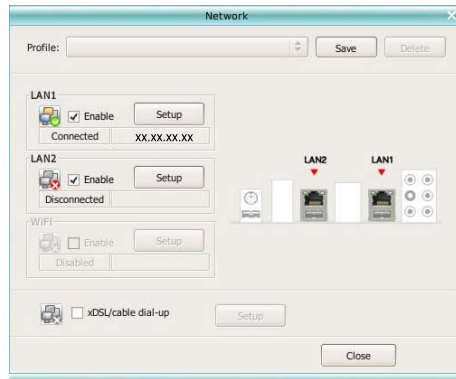 Network
Profile:
Save
Delete
LAN1
Enable
Setup
Connected
XX.XX.XX.XX
LAN2
Enable
Setup
Disconnected
WiFi
Enable
Setup
Disabled
LAN2
LAN1
xDSL/cable dial-up
Setup
Close